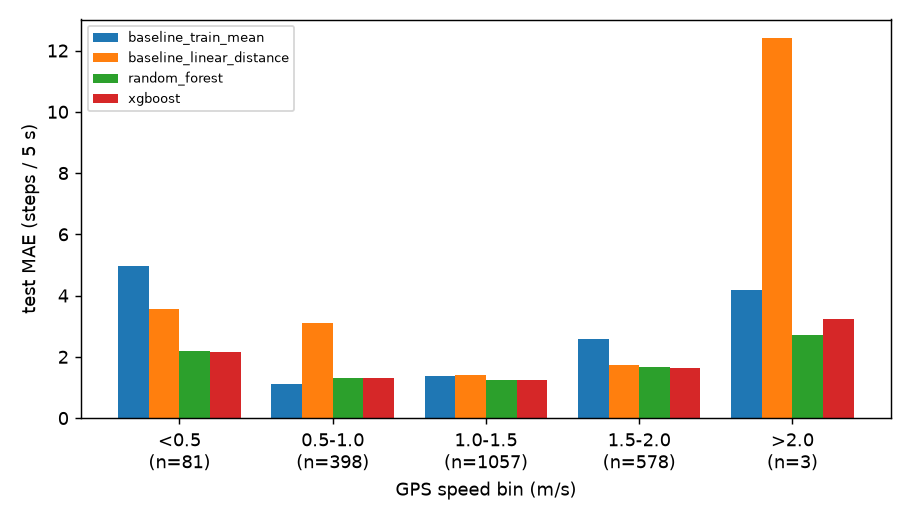 baseline_train_mean
baseline_linear_distance
random_forest
xgboost
test MAE (steps / 5 s)
12
10
8
6
4
2
0
<0.5 0.5-1.0 1.0-1.5 1.5-2.0 >2.0
(n=81) (n=398) (n=1057) (n=578) (n=3)
GPS speed bin (m/s)